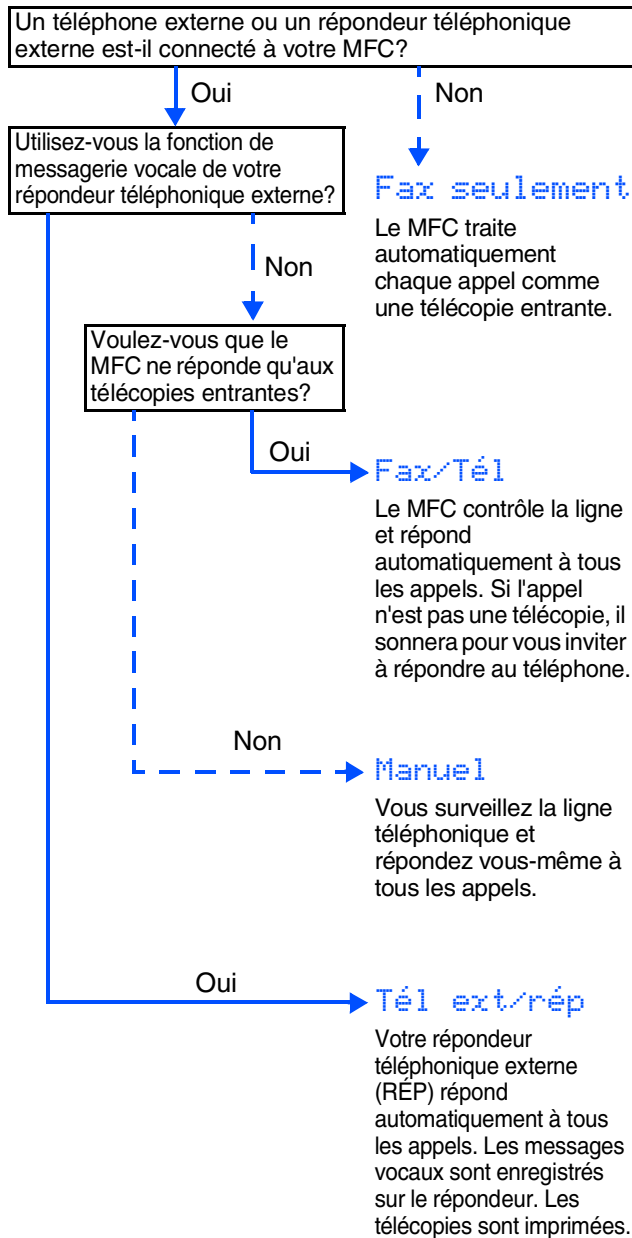 Un téléphone externe ou un répondeur téléphonique
externe est-il connecté à votre MFC?
Oui
Non
Utilisez-vous la fonction de
messagerie vocale de votre
répondeur téléphonique externe?
Fax seulement
Le MFC traite
automatiquement
chaque appel comme
une télécopie entrante.
Non
Voulez-vous que le
MFC ne réponde qu'aux
télécopies entrantes?
Oui
Fax/Tél
Le MFC contrôle la ligne
et répond
automatiquement à tous
les appels. Si l'appel
n'est pas une télécopie, il
sonnera pour vous inviter
à répondre au téléphone.
Non
Manuel
Vous surveillez la ligne
téléphonique et
répondez vous-même à
tous les appels.
Oui
Tél ext/rép
Votre répondeur
téléphonique externe
(RÉP) répond
automatiquement à tous
les appels. Les messages
vocaux sont enregistrés
sur le répondeur. Les
télécopies sont imprimées.